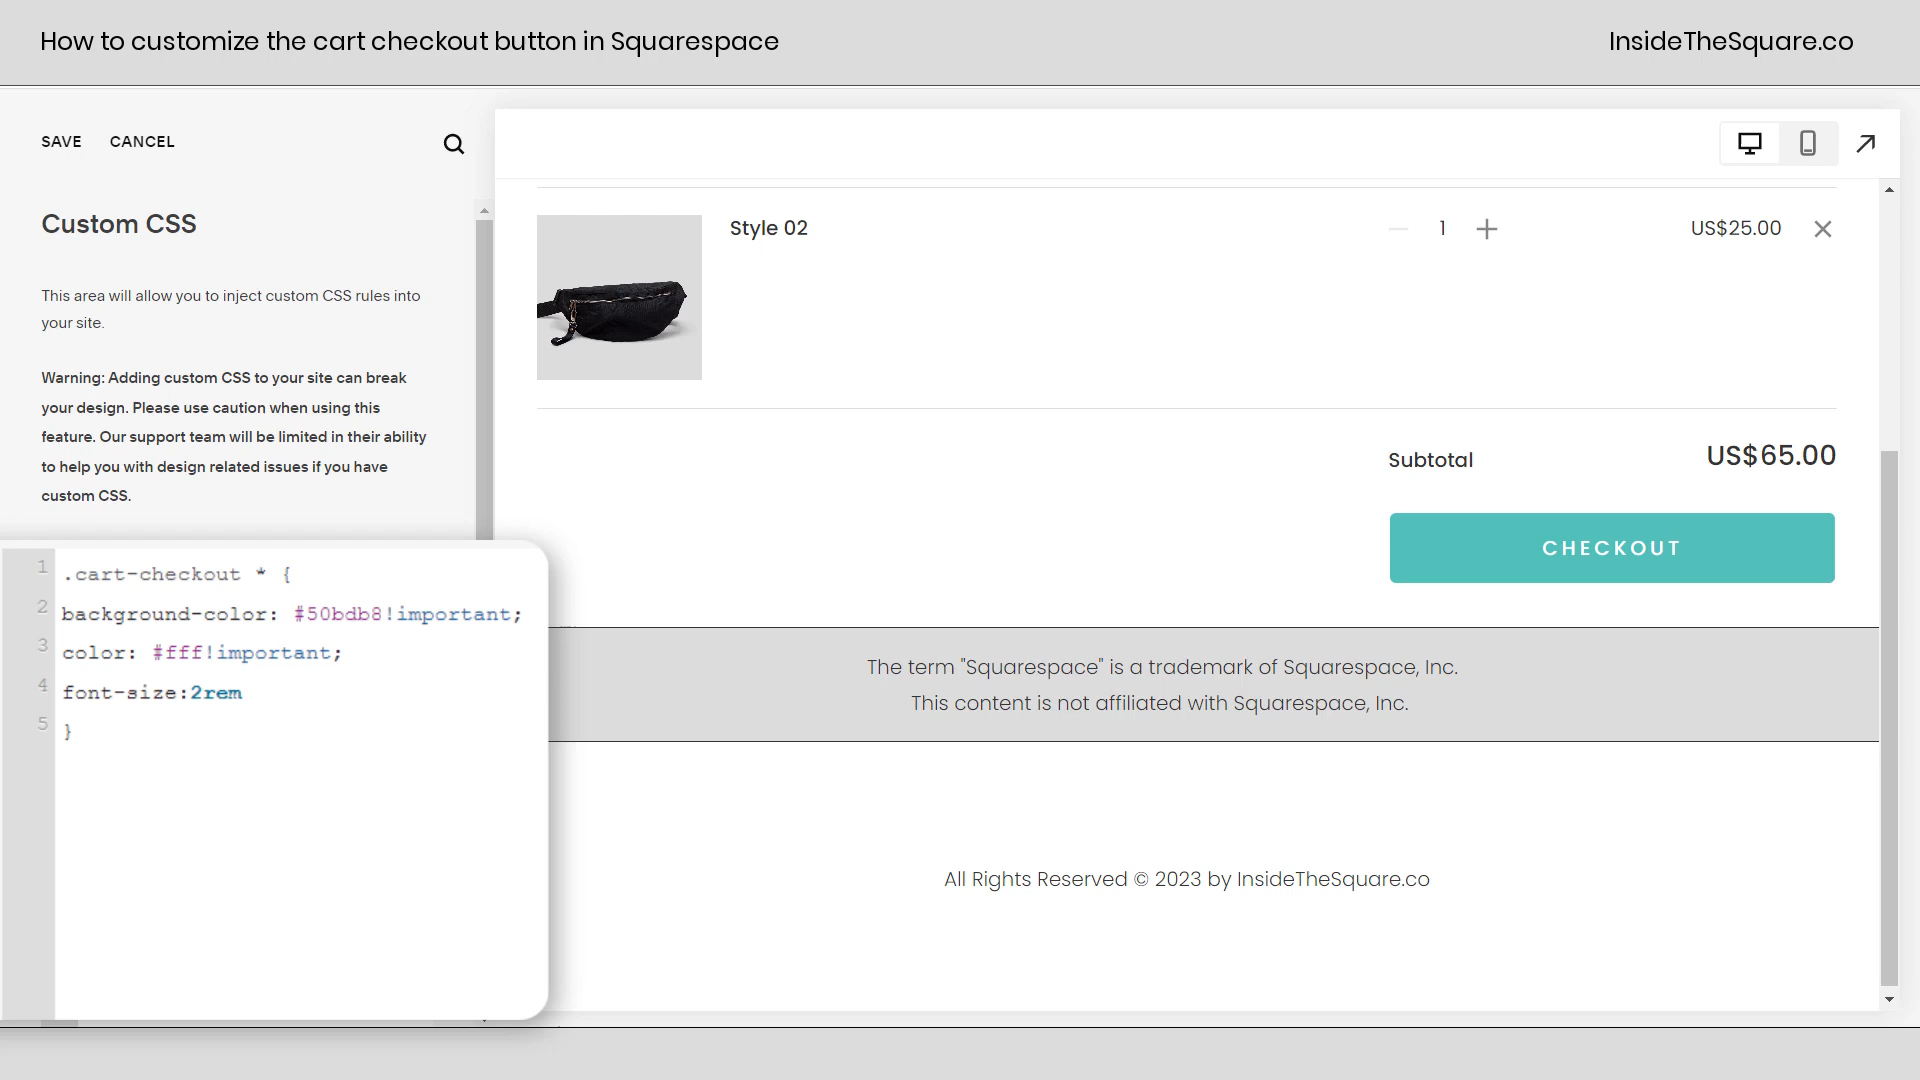 How to customize the cart checkout button in Squarespace
InsideTheSquare.co
SAVE
CANCEL
Custom CSS
This area will allow you to inject custom CSS rules into
your site.
Warning: Adding custom CSS to your site can break
your design. Please use caution when using this
feature. Our support team will be limited in their ability
to help you with design related issues if you have
custom CSS.
1 .cart-checkout * {
2 background-color: #50bdb8!important;
3 color: #fff!important;
4 font-size:2rem
5 }
Style 02
1
US$25.00
Subtotal
US$65.00
CHECKOUT
The term "Squarespace" is a trademark of Squarespace, Inc.
This content is not affiliated with Squarespace, Inc.
All Rights Reserved © 2023 by InsideTheSquare.co